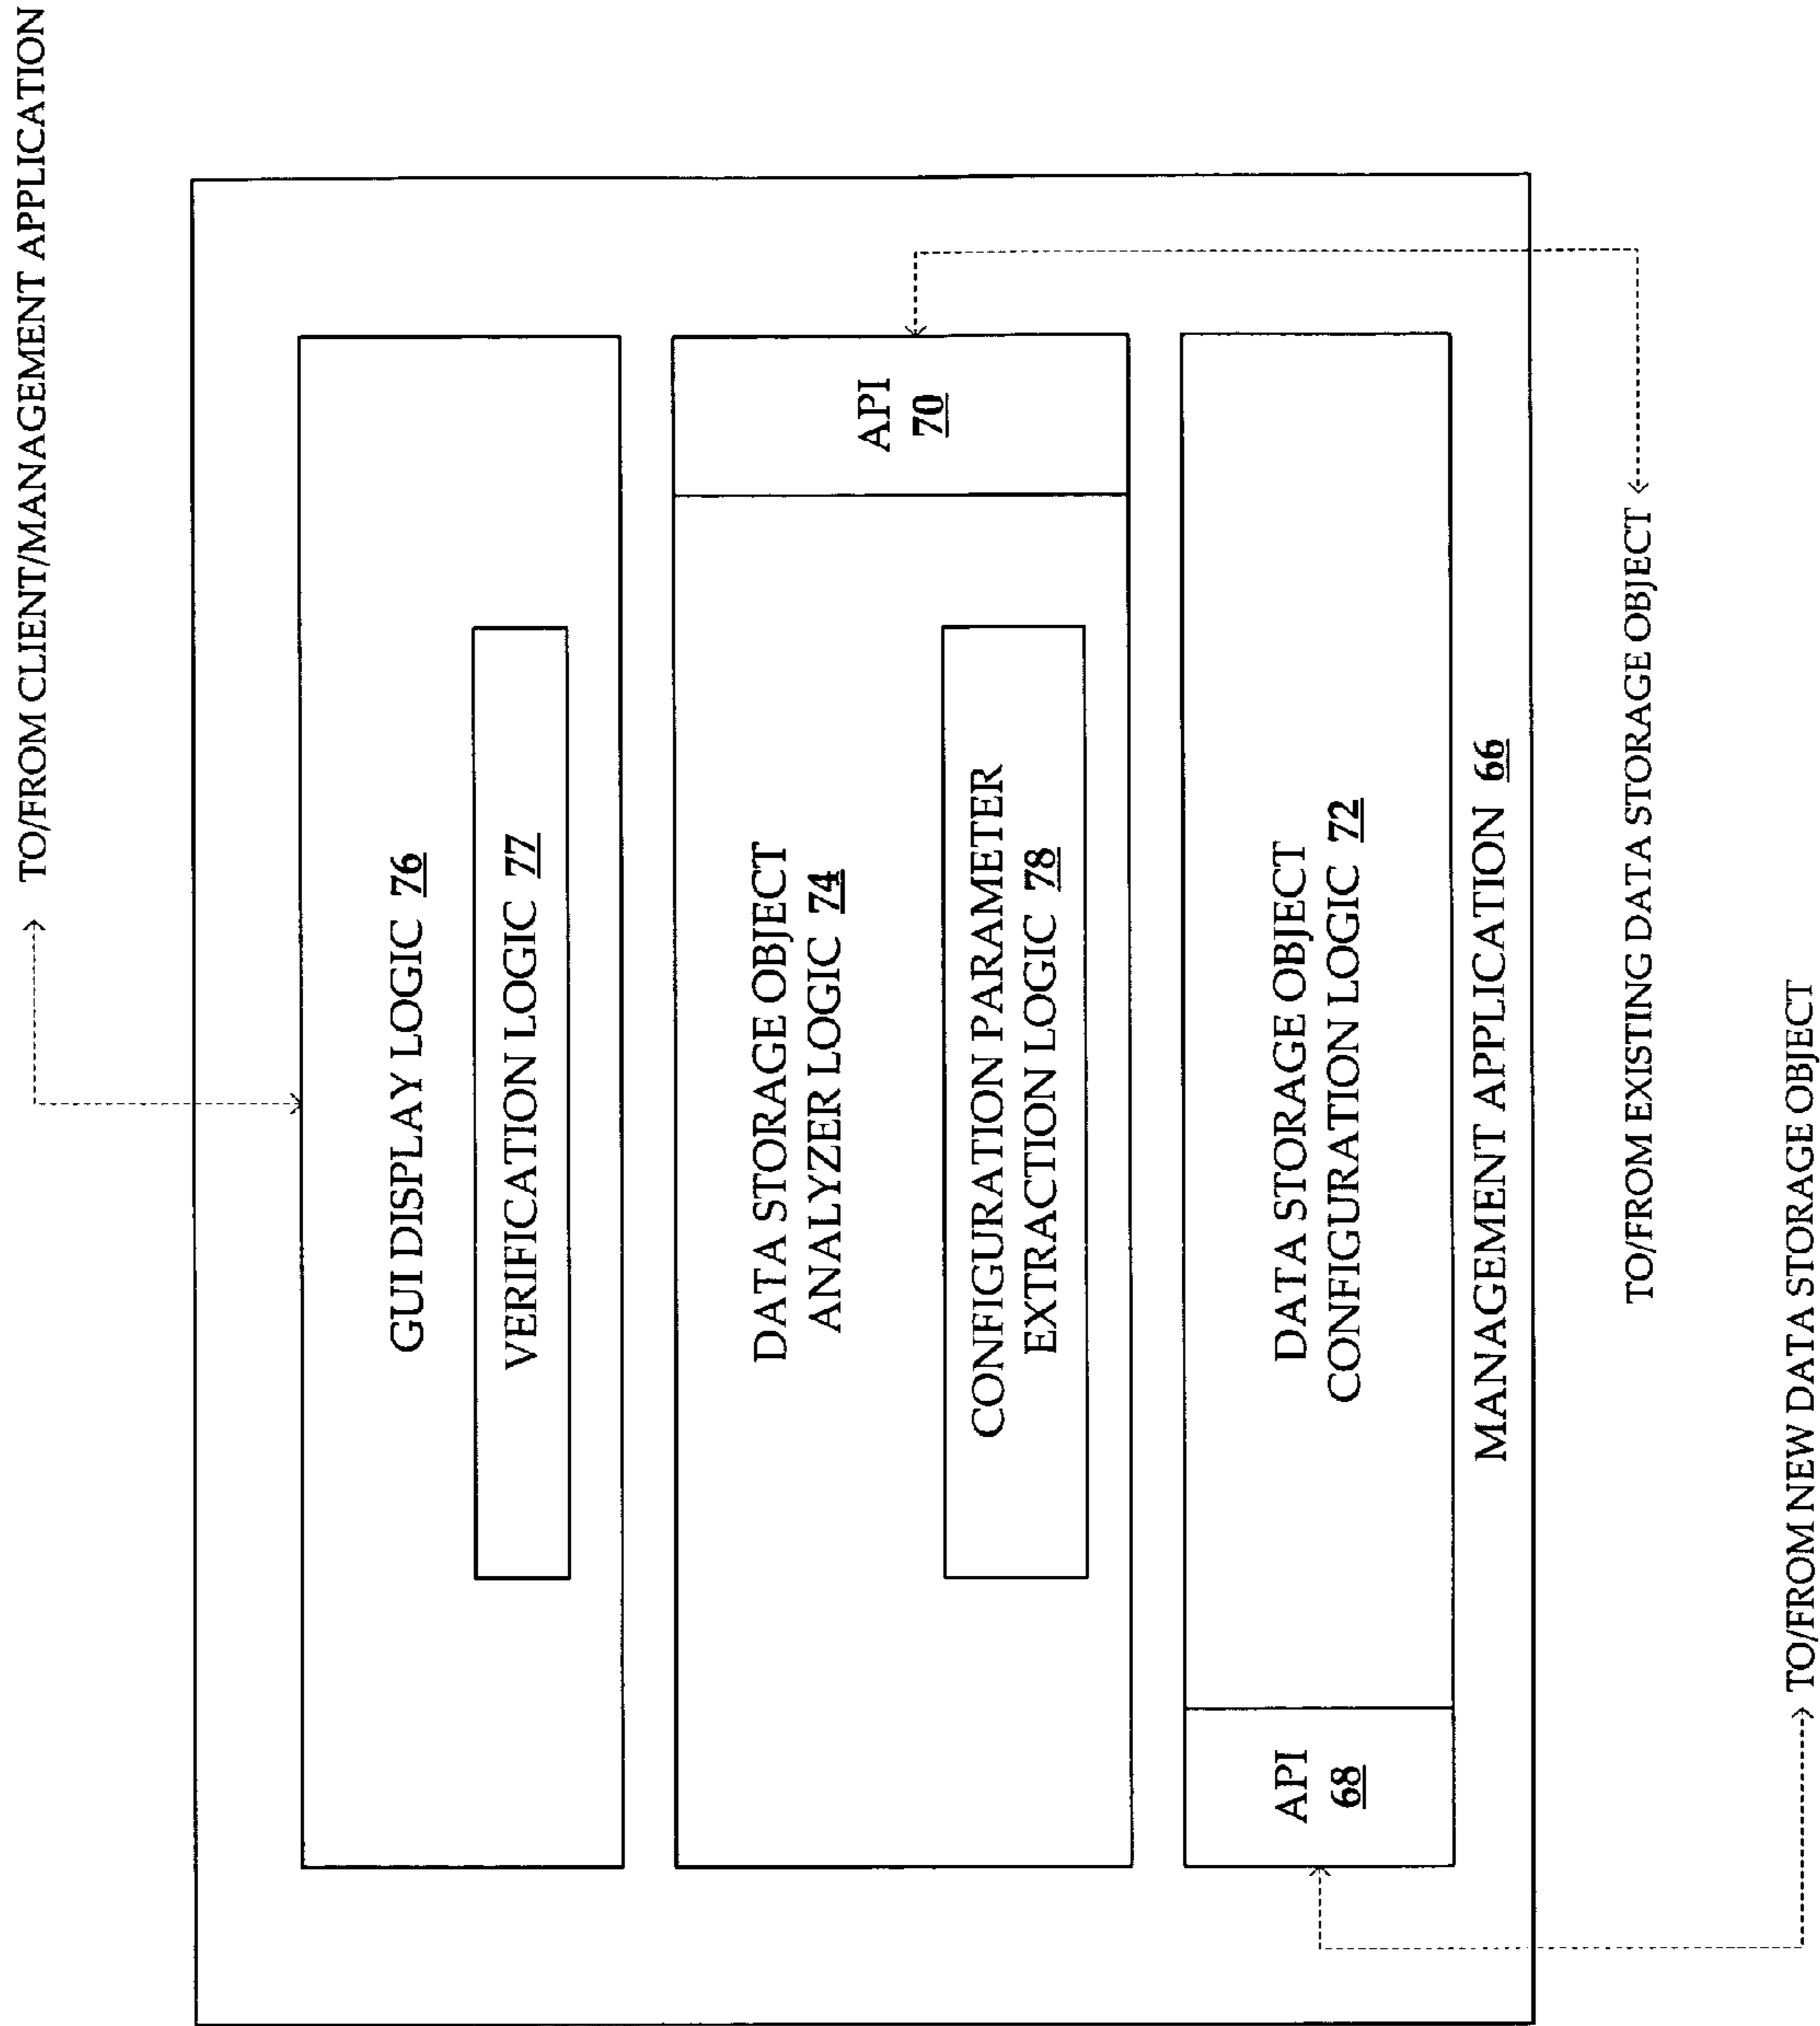 TO/FROM CLIENT/MANAGEMENT APPLICATION
GUI DISPLAY LOGIC 76
VERIFICATION LOGIC 77
DATA STORAGE OBJECT
ANALYZER LOGIC 74
API
70
CONFIGURATION PARAMETER
EXTRACTION LOGIC 78
API
68
DATA STORAGE OBJECT
CONFIGURATION LOGIC 72
MANAGEMENT APPLICATION 66
TO/FROM EXISTING DATA STORAGE OBJECT
TO/FROM NEW DATA STORAGE OBJECT